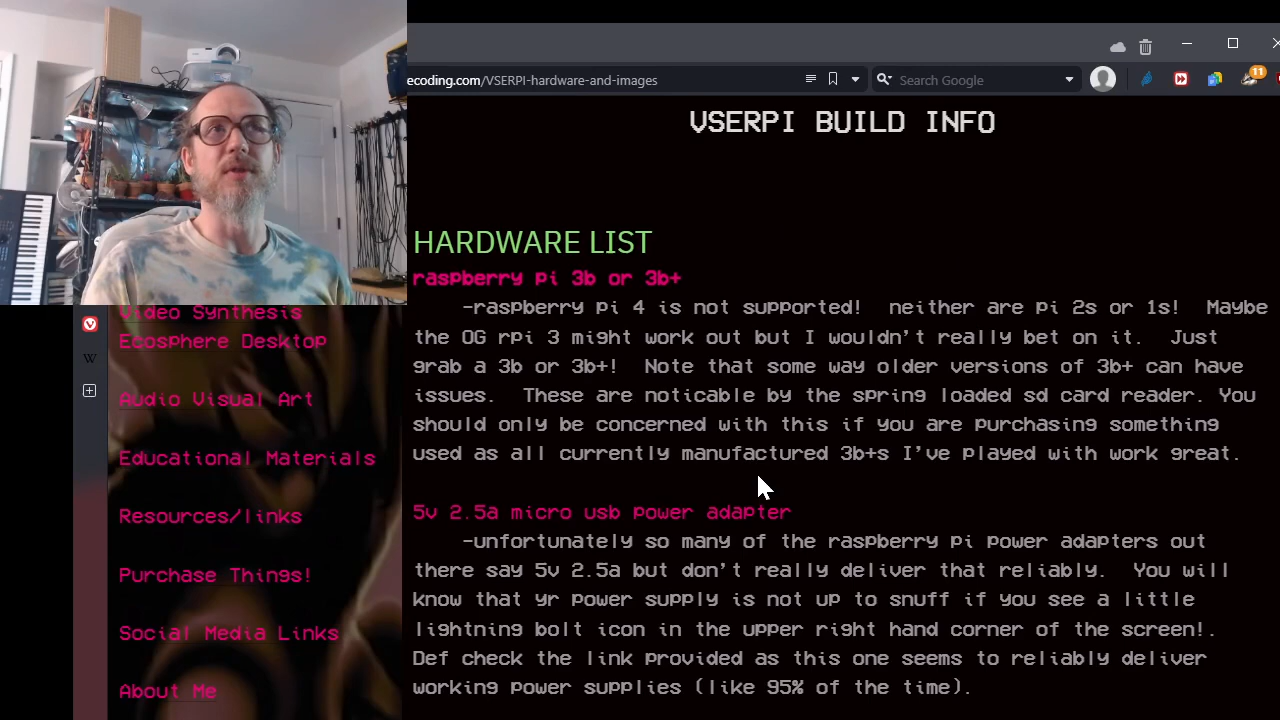 ecoding.com/VSERPI-hardware-and-images
Search Google
11
VSERPI BUILD INFO
HARDWARE LIST
raspberry pi 3b or 3b+
-raspberry pi 4 is not supported! neither are pi 2s or 1s! Maybe
the OG rpi 3 might work out but I wouldn't really bet on it. Just
grab a 3b or 3b+! Note that some way older versions of 3b+ can have
issues. These are noticable by the spring loaded sd card reader. You
should only be concerned with this if you are purchasing something
used as all currently manufactured 3b+s I've played with work great.
5v 2.5a micro usb power adapter
-unfortunately so many of the raspberry pi power adapters out
there say 5v 2.5a but don't really deliver that reliably. You will
know that yr power supply is not up to snuff if you see a little
lightning bolt icon in the upper right hand corner of the screen!.
Def check the link provided as this one seems to reliably deliver
working power supplies (like 95% of the time).
Video Synthesis
Ecosphere Desktop
Audio Visual Art
Educational Materials
Resources/links
Purchase Things!
Social Media Links
About Me
W